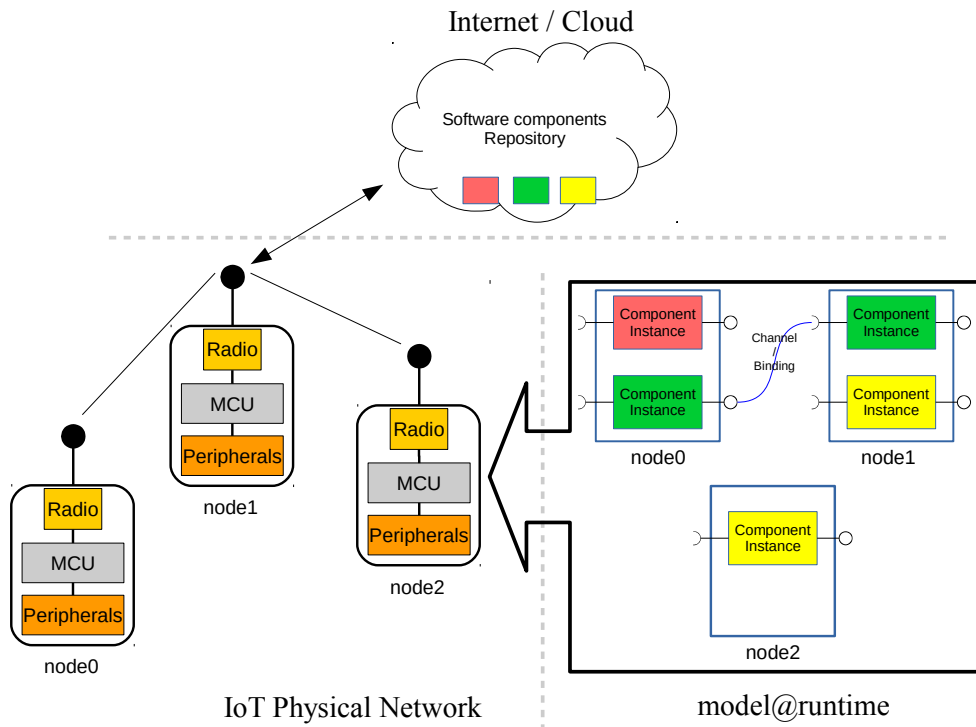 Internet / Cloud
Software components
Repository
Radio
MCU
Peripherals
node1
Radio
MCU
Peripherals
node2
Radio
MCU
Peripherals
node0
Component
Instance
Component
Instance
node0
Channel
Binding
Component
Instance
Component
Instance
node1
Component
Instance
node2
IoT Physical Network
model@runtime